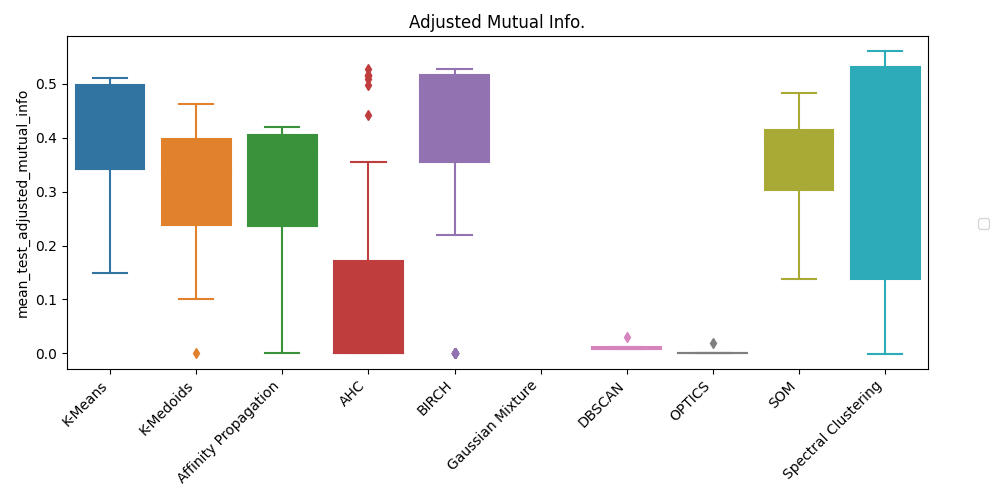 Adjusted Mutual Info.
mean_test_adjusted_mutual_info
0.5
0.4
0.3
0.2
0.1
0.0
K-Means
K-Medoids
Affinity Propagation
AHC
BIRCH
Gaussian Mixture
DBSCAN
OPTICS
SOM
Spectral Clustering